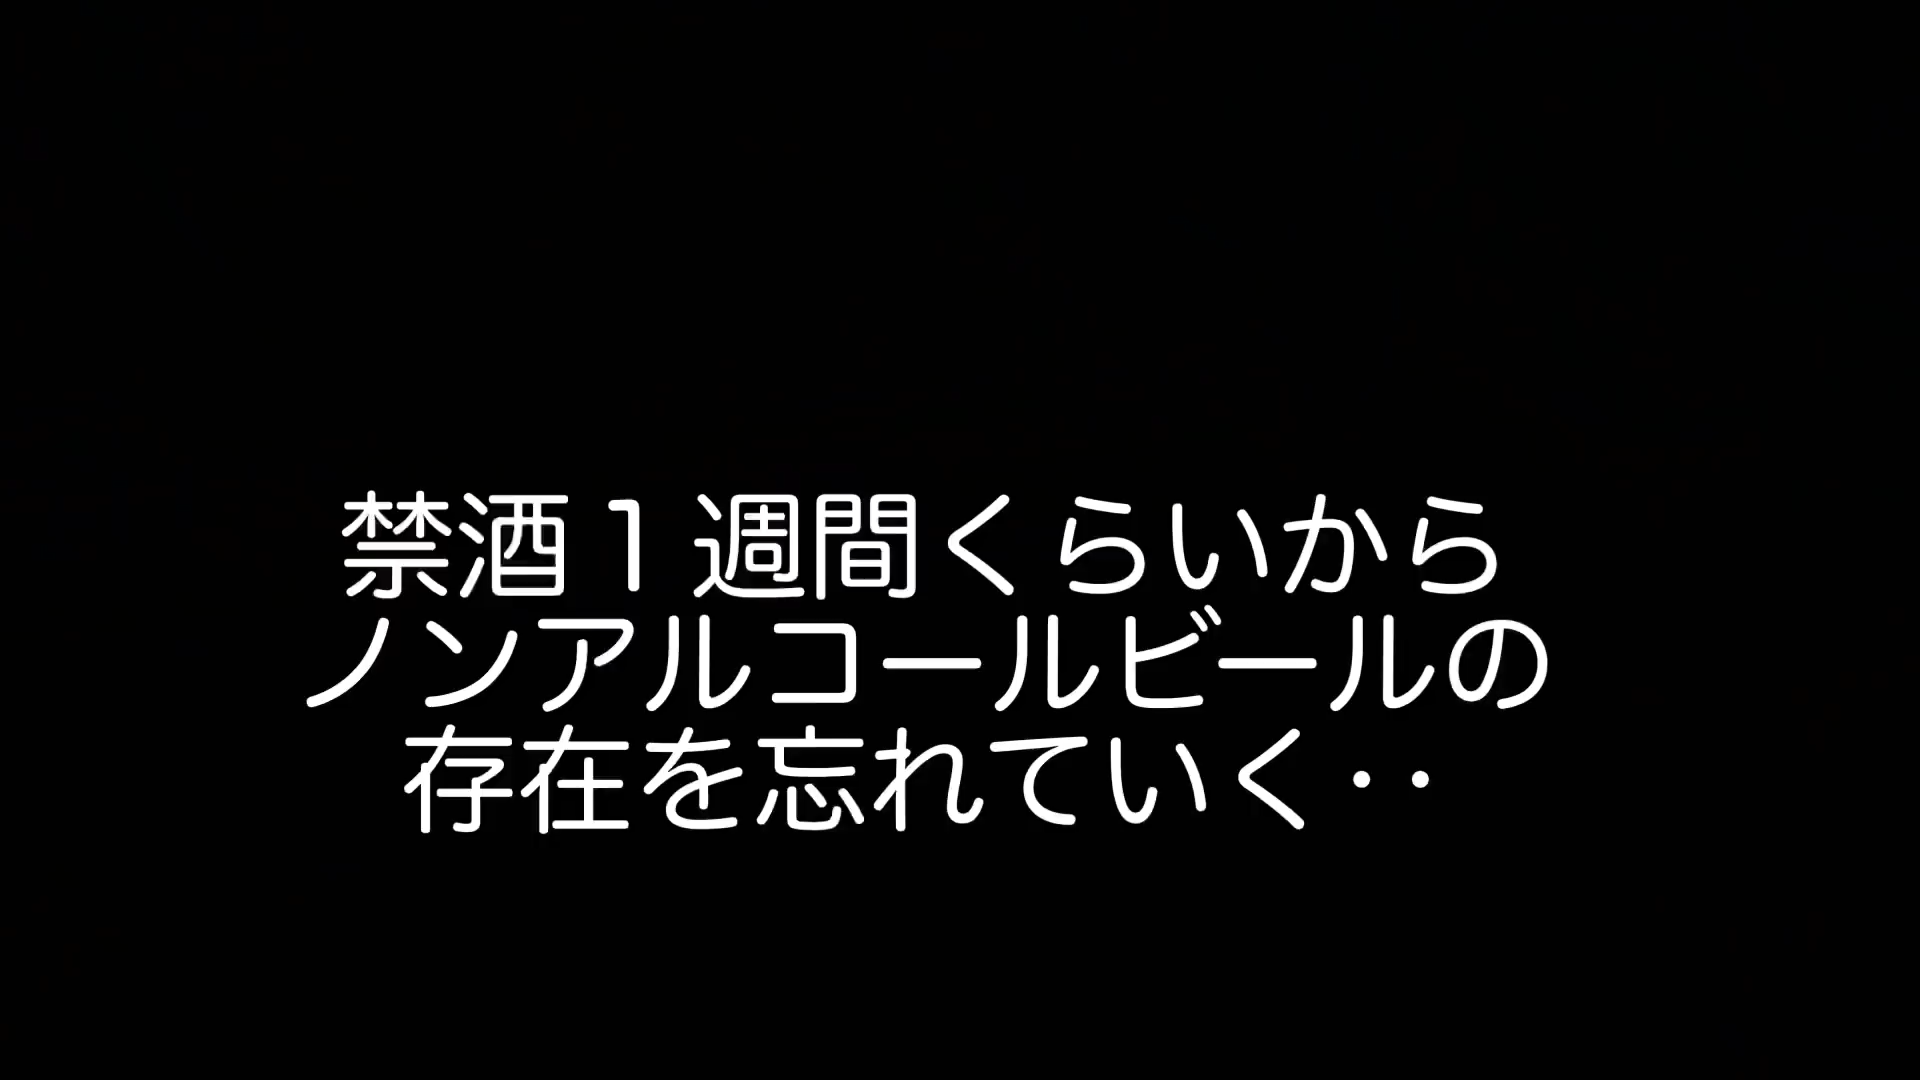 禁酒１週間くらいから
ノンアルコールビールの
存在を忘れていく‥